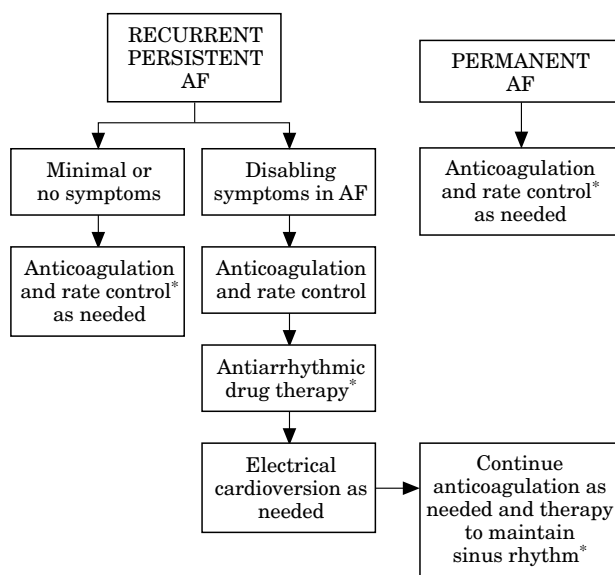 RECURRENT
PERSISTENT
AF
PERMANENT
AF
Minimal or
no symptoms
Disabling
symptoms in AF
Anticoagulation
and rate control*
as needed
Anticoagulation
and rate control*
as needed
Anticoagulation
and rate control
Antiarrhythmic
drug therapy*
Electrical
cardioversion as
needed
Continue
anticoagulation as
needed and therapy
to maintain
sinus rhythm*